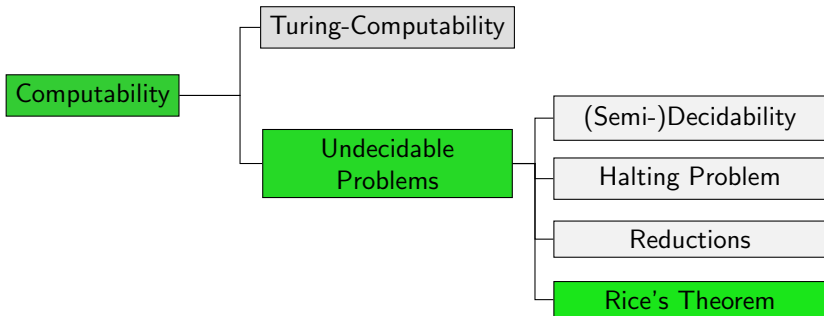 Turing-Computability
Computability
(Semi-)Decidability
Undecidable
Problems
Halting Problem
Reductions
Rice's Theorem